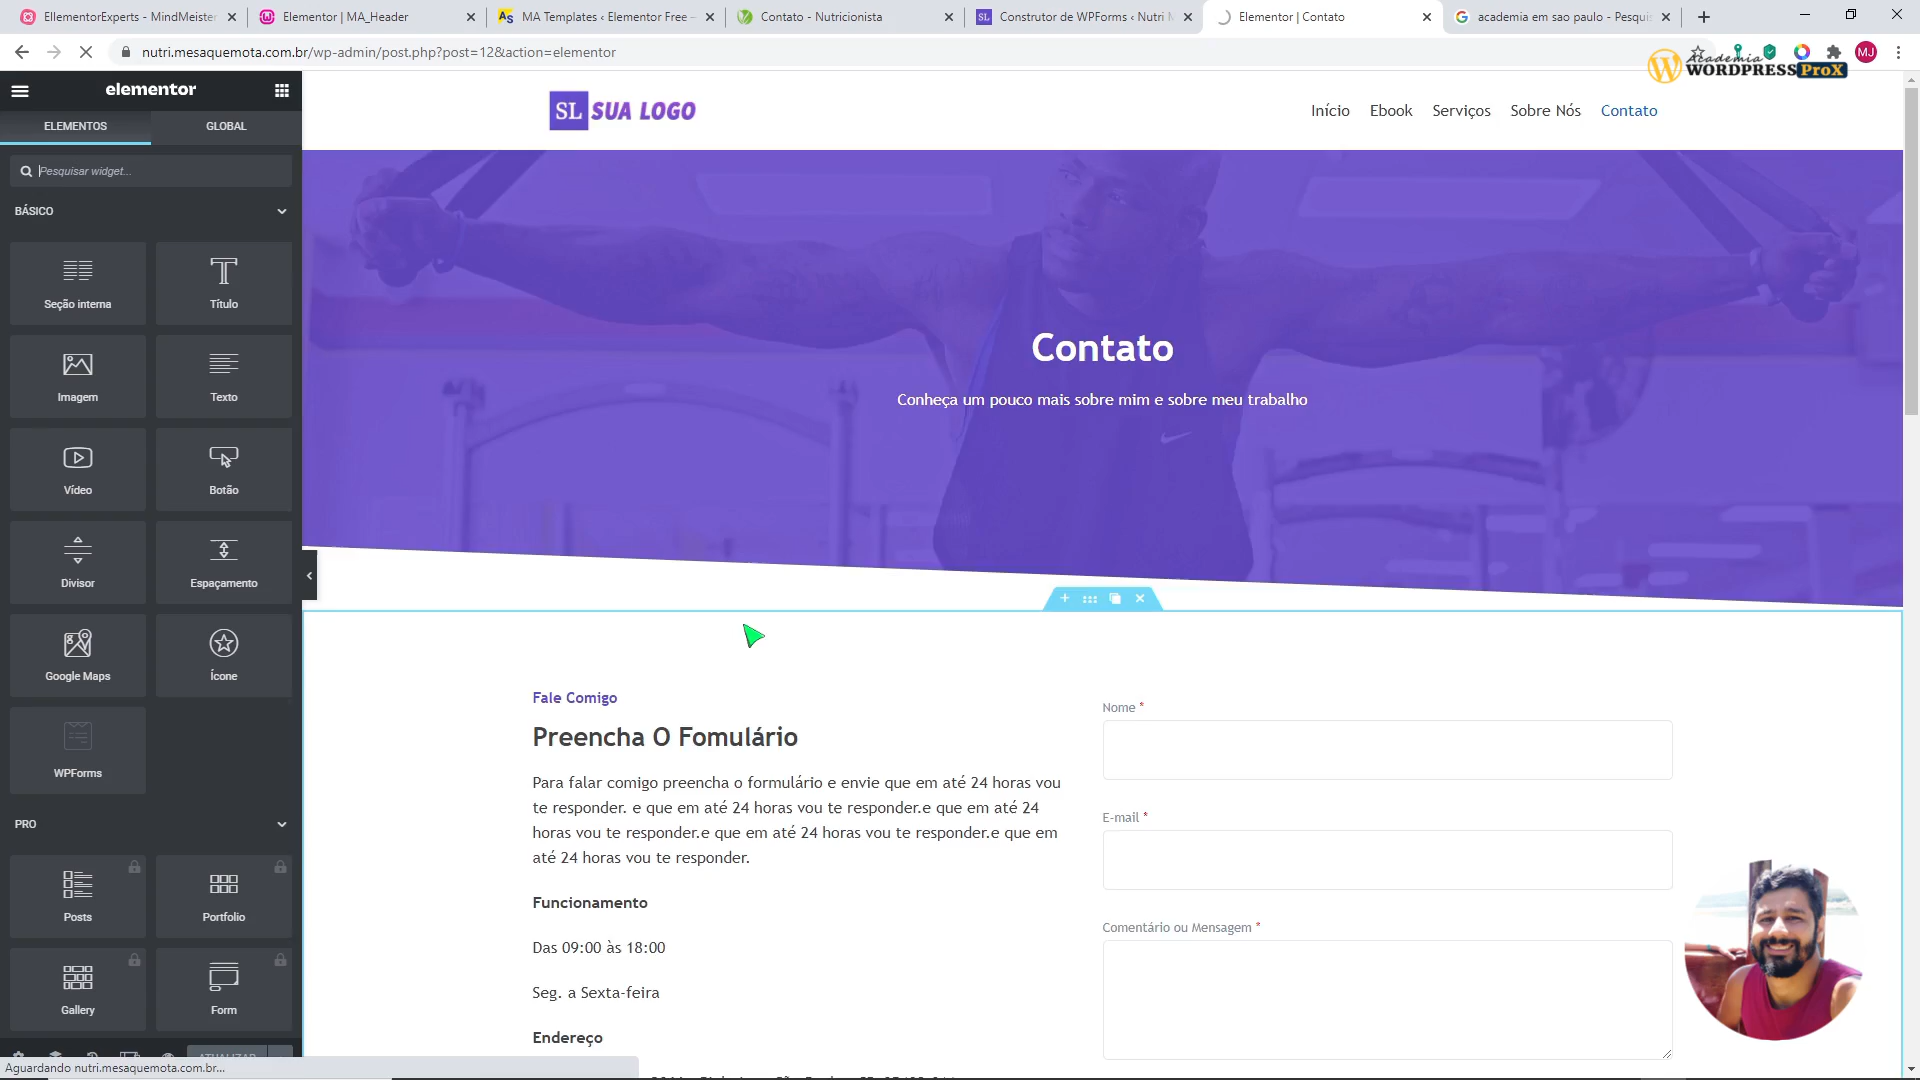 EllementorExperts - MindMeister
Elementor | MA_Header
MA Templates ‹ Elementor Free –
Contato - Nutricionista
Construtor de WPForms ‹ Nutri M
Elementor | Contato
academia em sao paulo - Pesquis
nutri.mesaquemota.com.br/wp-admin/post.php?post=12&action=elementor
MJ
Academia
WORDPRESS ProX
elementor
ELEMENTOS
GLOBAL
Pesquisar widget...
BÁSICO
Seção interna
Título
Imagem
Texto
Vídeo
Botão
Divisor
Espaçamento
Google Maps
Ícone
WPForms
PRO
Posts
Portfolio
Gallery
Form
ATUALIZAR
Aguardando nutri.mesaquemota.com.br...
SL SUA LOGO
Início
Ebook
Serviços
Sobre Nós
Contato
Contato
Conheça um pouco mais sobre mim e sobre meu trabalho
Fale Comigo
Preencha O Fomulário
Para falar comigo preencha o formulário e envie que em até 24 horas vou
te responder. e que em até 24 horas vou te responder.e que em até 24
horas vou te responder.e que em até 24 horas vou te responder.e que em
até 24 horas vou te responder.
Funcionamento
Das 09:00 às 18:00
Seg. a Sexta-feira
Endereço
Nome *
E-mail *
Comentário ou Mensagem *